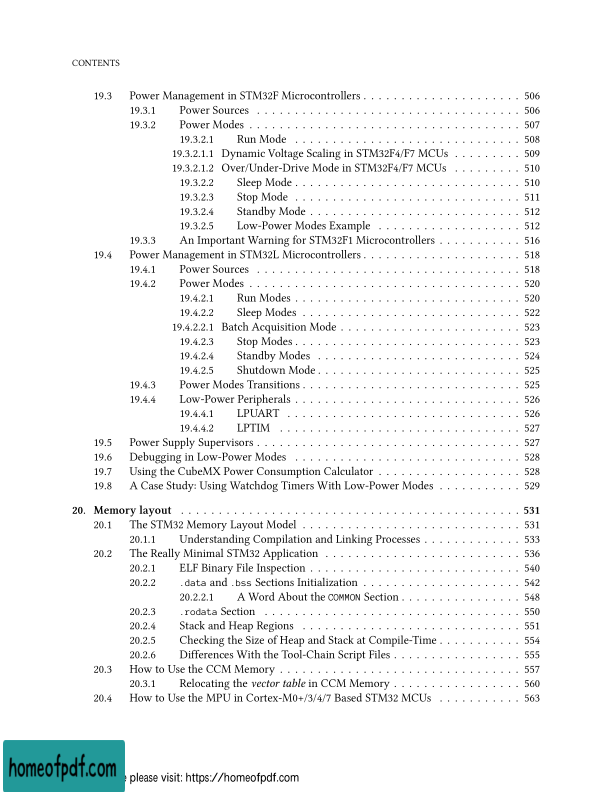 CONTENTS
19.3 Power Management in STM32F Microcontrollers . . . . . . . . . . . . . . . . . . . . . 506
19.3.1 Power Sources . . . . . . . . . . . . . . . . . . . . . . . . . . . . . . . . . . . 506
19.3.2 Power Modes . . . . . . . . . . . . . . . . . . . . . . . . . . . . . . . . . . . . 507
19.3.2.1 Run Mode . . . . . . . . . . . . . . . . . . . . . . . . . . . . . . 508
19.3.2.1.1 Dynamic Voltage Scaling in STM32F4/F7 MCUs . . . . . . . . . 509
19.3.2.1.2 Over/Under-Drive Mode in STM32F4/F7 MCUs . . . . . . . . . 510
19.3.2.2 Sleep Mode . . . . . . . . . . . . . . . . . . . . . . . . . . . . . . 510
19.3.2.3 Stop Mode . . . . . . . . . . . . . . . . . . . . . . . . . . . . . . 511
19.3.2.4 Standby Mode . . . . . . . . . . . . . . . . . . . . . . . . . . . . 512
19.3.2.5 Low-Power Modes Example . . . . . . . . . . . . . . . . . . . 512
19.3.3 An Important Warning for STM32F1 Microcontrollers . . . . . . . . . . . 516
19.4 Power Management in STM32L Microcontrollers . . . . . . . . . . . . . . . . . . . . . 518
19.4.1 Power Sources . . . . . . . . . . . . . . . . . . . . . . . . . . . . . . . . . . . 518
19.4.2 Power Modes . . . . . . . . . . . . . . . . . . . . . . . . . . . . . . . . . . . . 520
19.4.2.1 Run Modes . . . . . . . . . . . . . . . . . . . . . . . . . . . . . . 520
19.4.2.2 Sleep Modes . . . . . . . . . . . . . . . . . . . . . . . . . . . . . 522
19.4.2.2.1 Batch Acquisition Mode . . . . . . . . . . . . . . . . . . . . . . . . 523
19.4.2.3 Stop Modes . . . . . . . . . . . . . . . . . . . . . . . . . . . . . . 523
19.4.2.4 Standby Modes . . . . . . . . . . . . . . . . . . . . . . . . . . . 524
19.4.2.5 Shutdown Mode . . . . . . . . . . . . . . . . . . . . . . . . . . . 525
19.4.3 Power Modes Transitions . . . . . . . . . . . . . . . . . . . . . . . . . . . . . 525
19.4.4 Low-Power Peripherals . . . . . . . . . . . . . . . . . . . . . . . . . . . . . . 526
19.4.4.1 LPUART . . . . . . . . . . . . . . . . . . . . . . . . . . . . . . . 526
19.4.4.2 LPTIM . . . . . . . . . . . . . . . . . . . . . . . . . . . . . . . . 527
19.5 Power Supply Supervisors . . . . . . . . . . . . . . . . . . . . . . . . . . . . . . . . . . . 527
19.6 Debugging in Low-Power Modes . . . . . . . . . . . . . . . . . . . . . . . . . . . . . . 528
19.7 Using the CubeMX Power Consumption Calculator . . . . . . . . . . . . . . . . . . . 528
19.8 A Case Study: Using Watchdog Timers With Low-Power Modes . . . . . . . . . . . 529
20. Memory layout . . . . . . . . . . . . . . . . . . . . . . . . . . . . . . . . . . . . . . . . . . . 531
20.1 The STM32 Memory Layout Model . . . . . . . . . . . . . . . . . . . . . . . . . . . . . 531
20.1.1 Understanding Compilation and Linking Processes . . . . . . . . . . . . . 533
20.2 The Really Minimal STM32 Application . . . . . . . . . . . . . . . . . . . . . . . . . . 536
20.2.1 ELF Binary File Inspection . . . . . . . . . . . . . . . . . . . . . . . . . . . . 540
20.2.2 .data and .bss Sections Initialization . . . . . . . . . . . . . . . . . . . . . 542
20.2.2.1 A Word About the COMMON Section . . . . . . . . . . . . . . . . 548
20.2.3 .rodata Section . . . . . . . . . . . . . . . . . . . . . . . . . . . . . . . . . . . 550
20.2.4 Stack and Heap Regions . . . . . . . . . . . . . . . . . . . . . . . . . . . . . 551
20.2.5 Checking the Size of Heap and Stack at Compile-Time . . . . . . . . . . . 554
20.2.6 Differences With the Tool-Chain Script Files . . . . . . . . . . . . . . . . . 555
20.3 How to Use the CCM Memory . . . . . . . . . . . . . . . . . . . . . . . . . . . . . . . . 557
20.3.1 Relocating the vector table in CCM Memory . . . . . . . . . . . . . . . . . 560
20.4 How to Use the MPU in Cortex-M0+/3/4/7 Based STM32 MCUs . . . . . . . . . . . 563
homeofpdf.com
please visit: https://homeofpdf.com